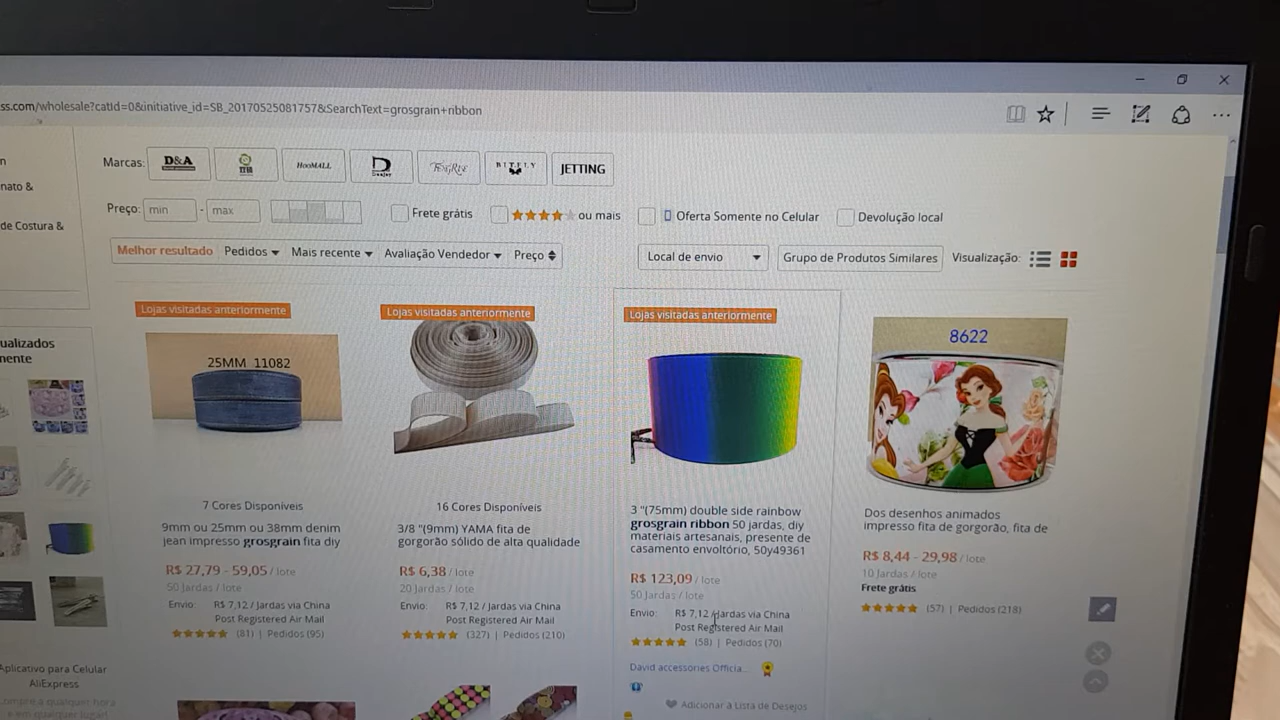 ss.com/wholesale?catId=0&initiative_id=SB_20170525081757&SearchText=grosgrain+ribbon
Marcas: D&A HooMALL Deejoy TENGRUI BITFLY JETTING
nato &
de Costura &
Preço: min - max Frete grátis ou mais Oferta Somente no Celular Devolução local
Melhor resultado Pedidos Mais recente Avaliação Vendedor Preço Local de envio Grupo de Produtos Similares Visualização:
ualizados
mente
Lojas visitadas anteriormente
25MM 11082
7 Cores Disponíveis
9mm ou 25mm ou 38mm denim
jean impresso grosgrain fita diy
R$ 27,79 - 59,05 / lote
50 Jardas / lote
Envio: R$ 7,12 / Jardas via China
Post Registered Air Mail
(81) | Pedidos (95)
Lojas visitadas anteriormente
16 Cores Disponíveis
3/8 "(9mm) YAMA fita de
gorgorão sólido de alta qualidade
R$ 6,38 / lote
20 Jardas / lote
Envio: R$ 7,12 / Jardas via China
Post Registered Air Mail
(327) | Pedidos (210)
Lojas visitadas anteriormente
3 "(75mm) double side rainbow
grosgrain ribbon 50 jardas, diy
materiais artesanais, presente de
casamento envoltório, 50y49361
R$ 123,09 / lote
50 Jardas / lote
Envio: R$ 7,12 / Jardas via China
Post Registered Air Mail
(58) | Pedidos (70)
David accessories Officia...
Adicionar à Lista de Desejos
8622
Dos desenhos animados
impresso fita de gorgorão, fita de
R$ 8,44 - 29,98 / lote
10 Jardas / lote
Frete grátis
(57) | Pedidos (218)
Aplicativo para Celular
AliExpress